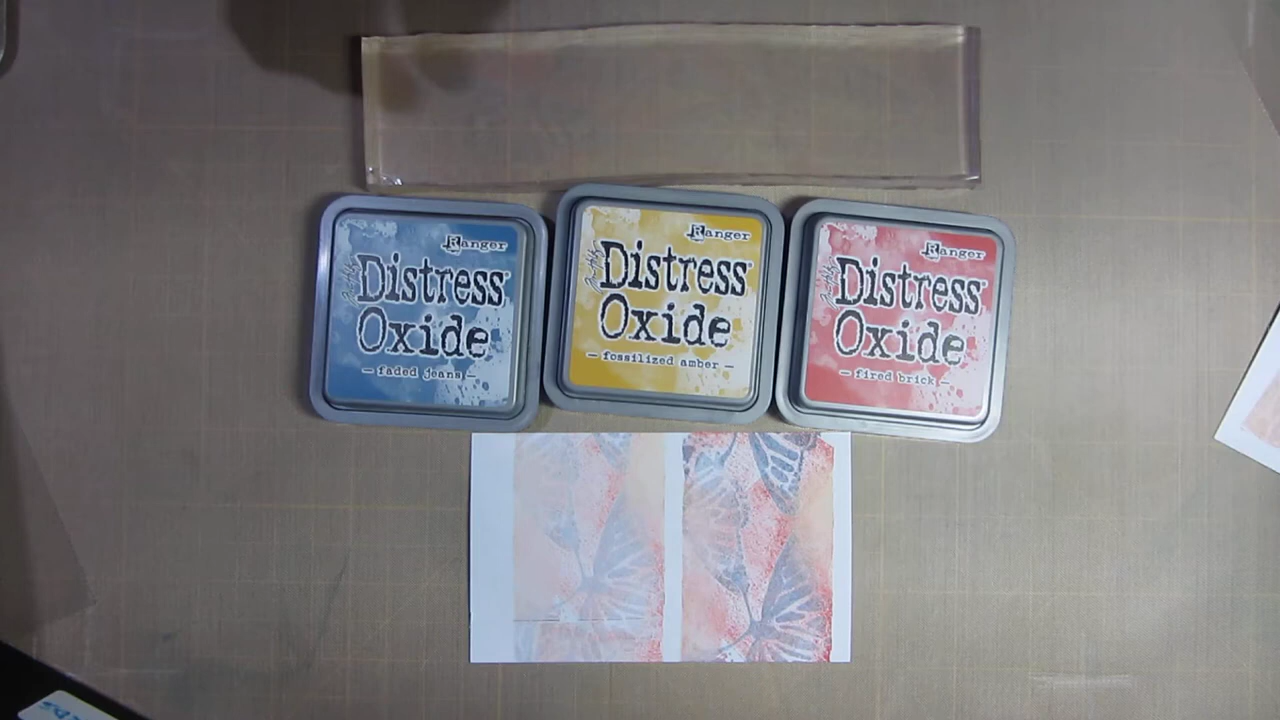 Ranger
Distress
Oxide
— faded jeans —
Ranger
Distress
Oxide
— fossilized amber —
Ranger
Distress
Oxide
— fired brick —